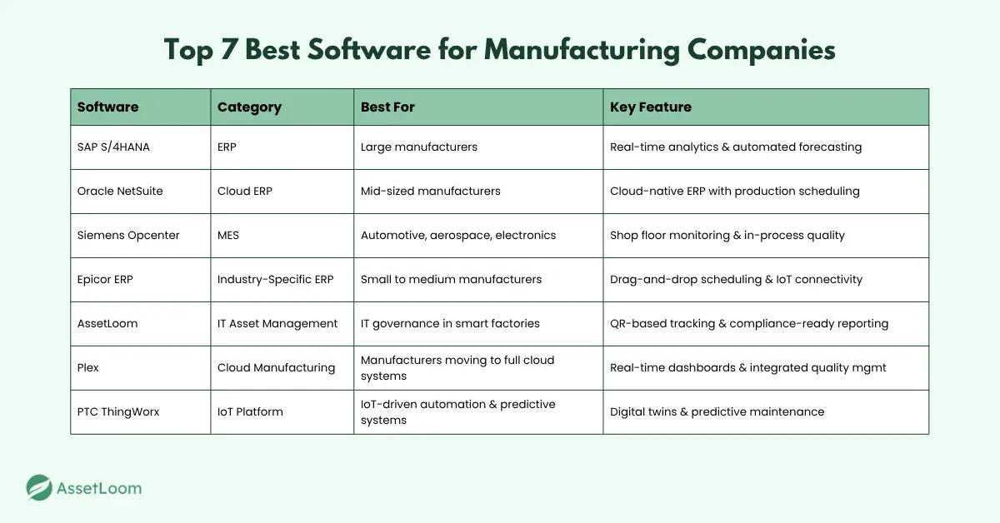 Top 7 Best Software for Manufacturing Companies
Software Category Best For Key Feature
SAP S/4HANA ERP Large manufacturers Real-time analytics & automated forecasting
Oracle NetSuite Cloud ERP Mid-sized manufacturers Cloud-native ERP with production scheduling
Siemens Opcenter MES Automotive, aerospace, electronics Shop floor monitoring & in-process quality
Epicor ERP Industry-Specific ERP Small to medium manufacturers Drag-and-drop scheduling & IoT connectivity
AssetLoom IT Asset Management IT governance in smart factories QR-based tracking & compliance-ready reporting
Plex Cloud Manufacturing Manufacturers moving to full cloud
systems Real-time dashboards & integrated quality mgmt
PTC ThingWorx IoT Platform IoT-driven automation & predictive
systems Digital twins & predictive maintenance
AssetLoom